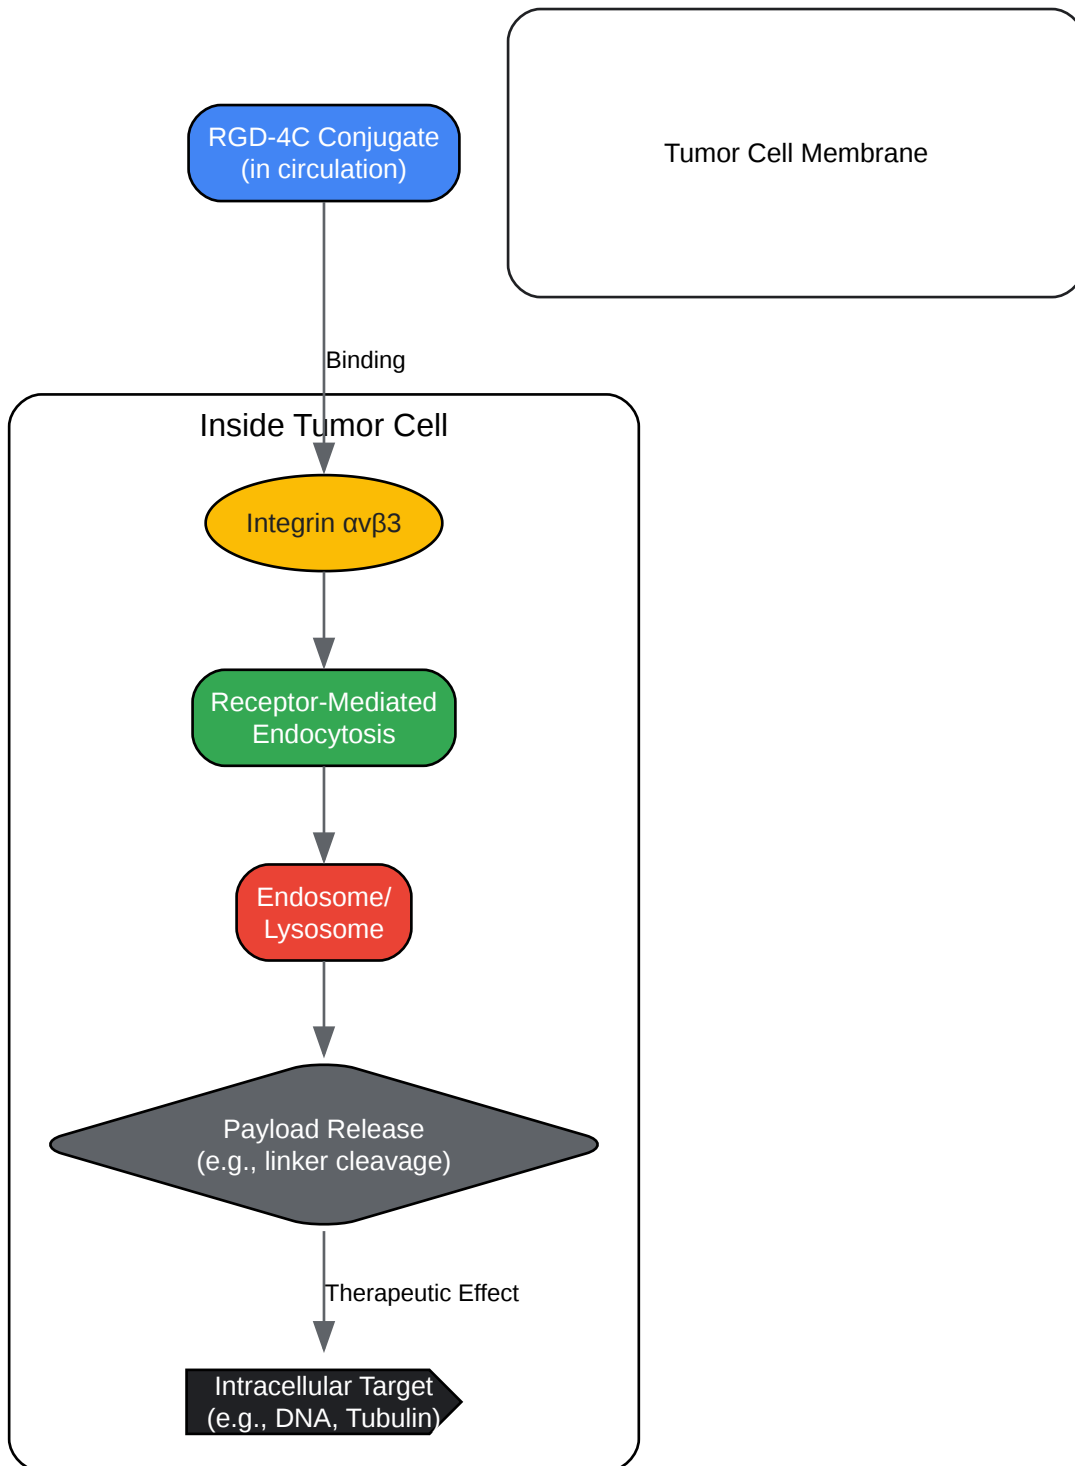 RGD-4C Conjugate
(in circulation)
Tumor Cell Membrane
Binding
Inside Tumor Cell
Integrin αvβ3
Receptor-Mediated
Endocytosis
Endosome/
Lysosome
Payload Release
(e.g., linker cleavage)
Therapeutic Effect
Intracellular Target
(e.g., DNA, Tubulin)